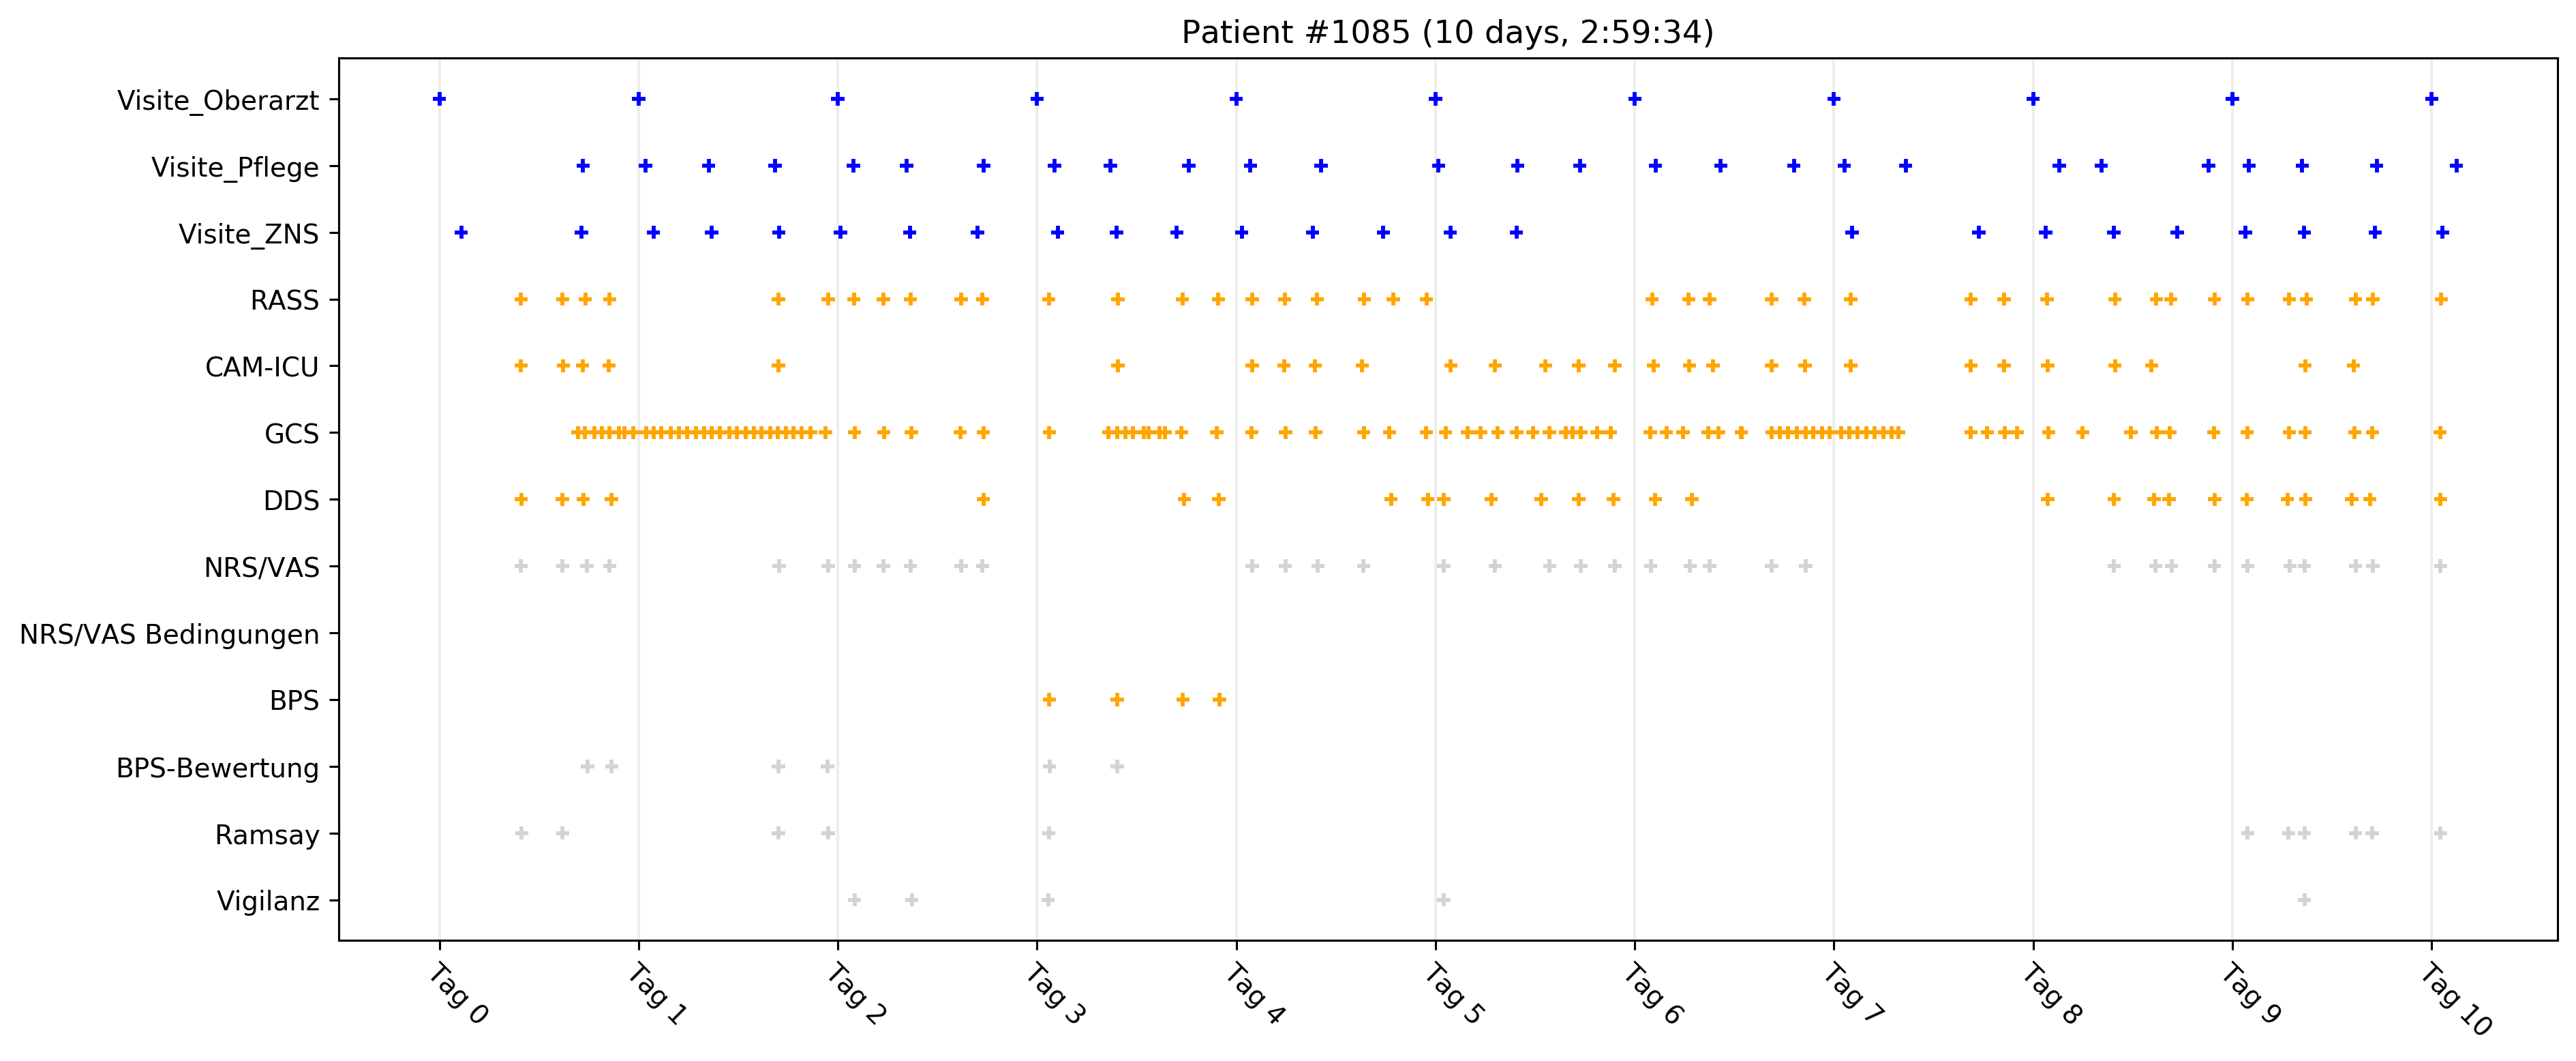 Patient #1085 (10 days, 2:59:34)
Visite_Oberarzt
Visite_Pflege
Visite_ZNS
RASS
CAM-ICU
GCS
DDS
NRS/VAS
NRS/VAS Bedingungen
BPS
BPS-Bewertung
Ramsay
Vigilanz
Tag 0
Tag 1
Tag 2
Tag 3
Tag 4
Tag 5
Tag 6
Tag 7
Tag 8
Tag 9
Tag 10